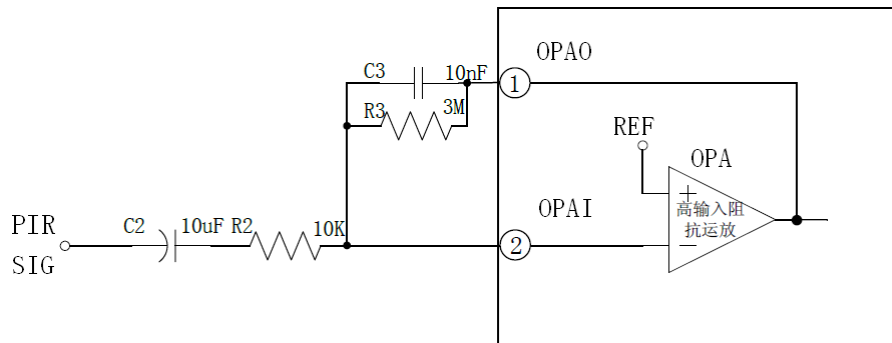 C3
10nF
①
OPAO
R3
3M
REF
OPA
+
高输入阻
抗运放
−
PIR
SIG
C2
10uF
R2
10K
②
OPAI